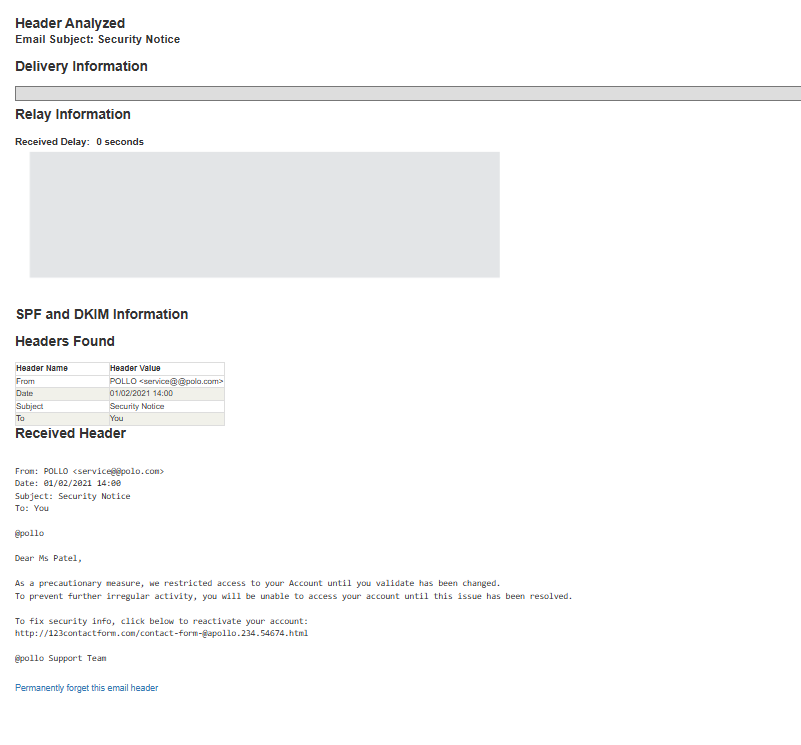 Header Analyzed
Email Subject: Security Notice
Delivery Information
Relay Information
Received Delay: 0 seconds
SPF and DKIM Information
Headers Found
Header Name Header Value
From POLLO <service@@polo.com>
Date 01/02/2021 14:00
Subject Security Notice
To You
Received Header
From: POLLO <service@@polo.com>
Date: 01/02/2021 14:00
Subject: Security Notice
To: You
@pollo
Dear Ms Patel,
As a precautionary measure, we restricted access to your Account until you validate has been changed.
To prevent further irregular activity, you will be unable to access your account until this issue has been resolved.
To fix security info, click below to reactivate your account:
http://123contactform.com/contact-form-@apollo.234.54674.html
@pollo Support Team
Permanently forget this email header